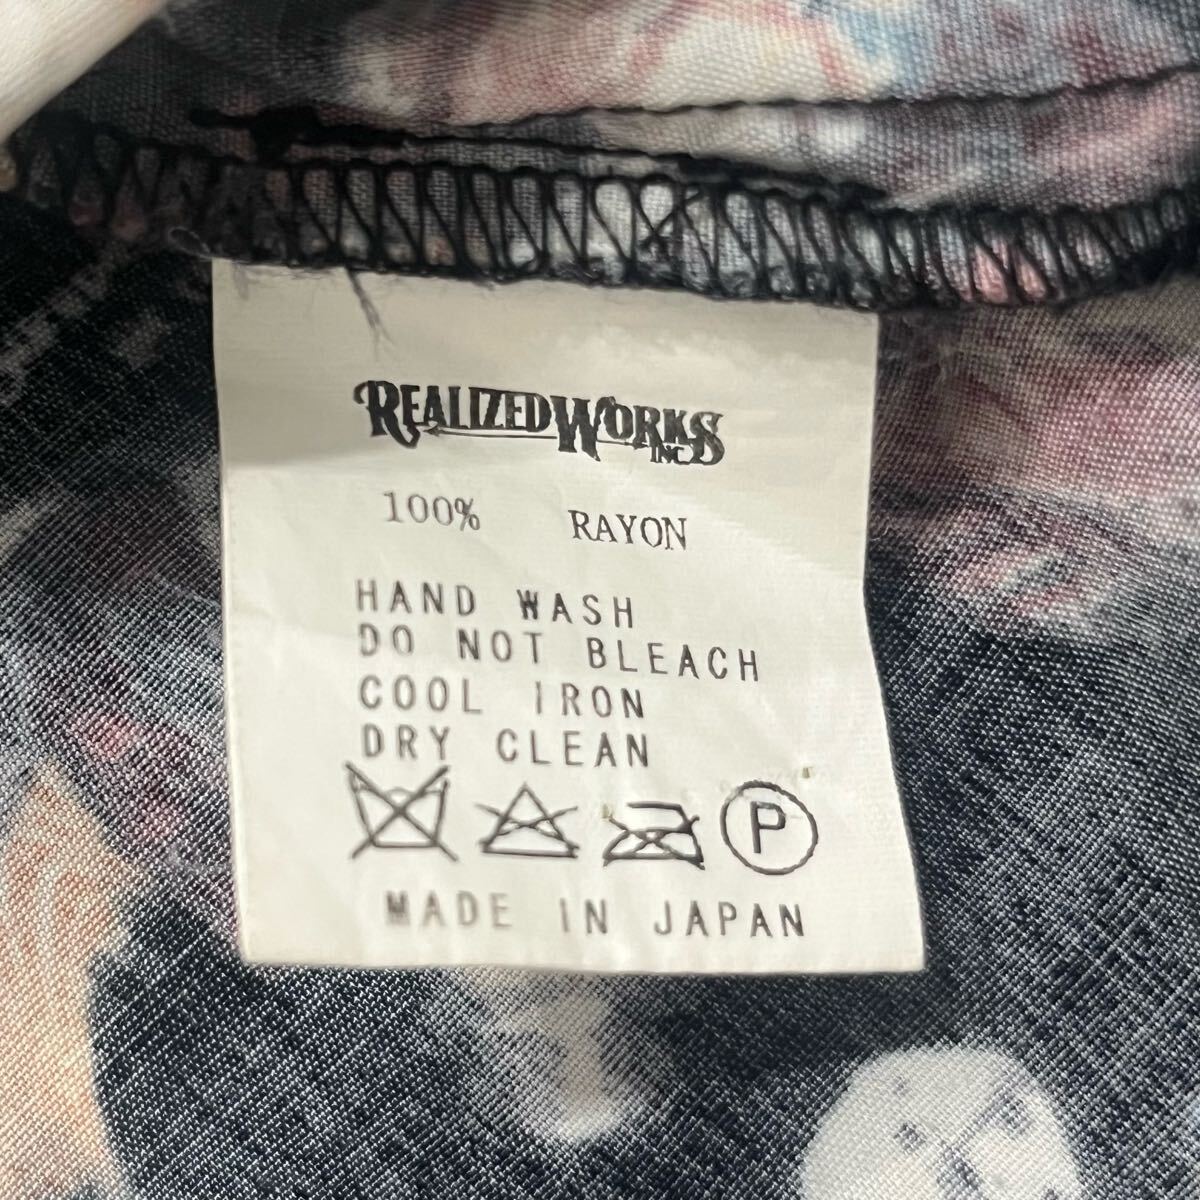 REALIZED WORKS INC
100% RAYON
HAND WASH
DO NOT BLEACH
COOL IRON
DRY CLEAN
P
MADE IN JAPAN